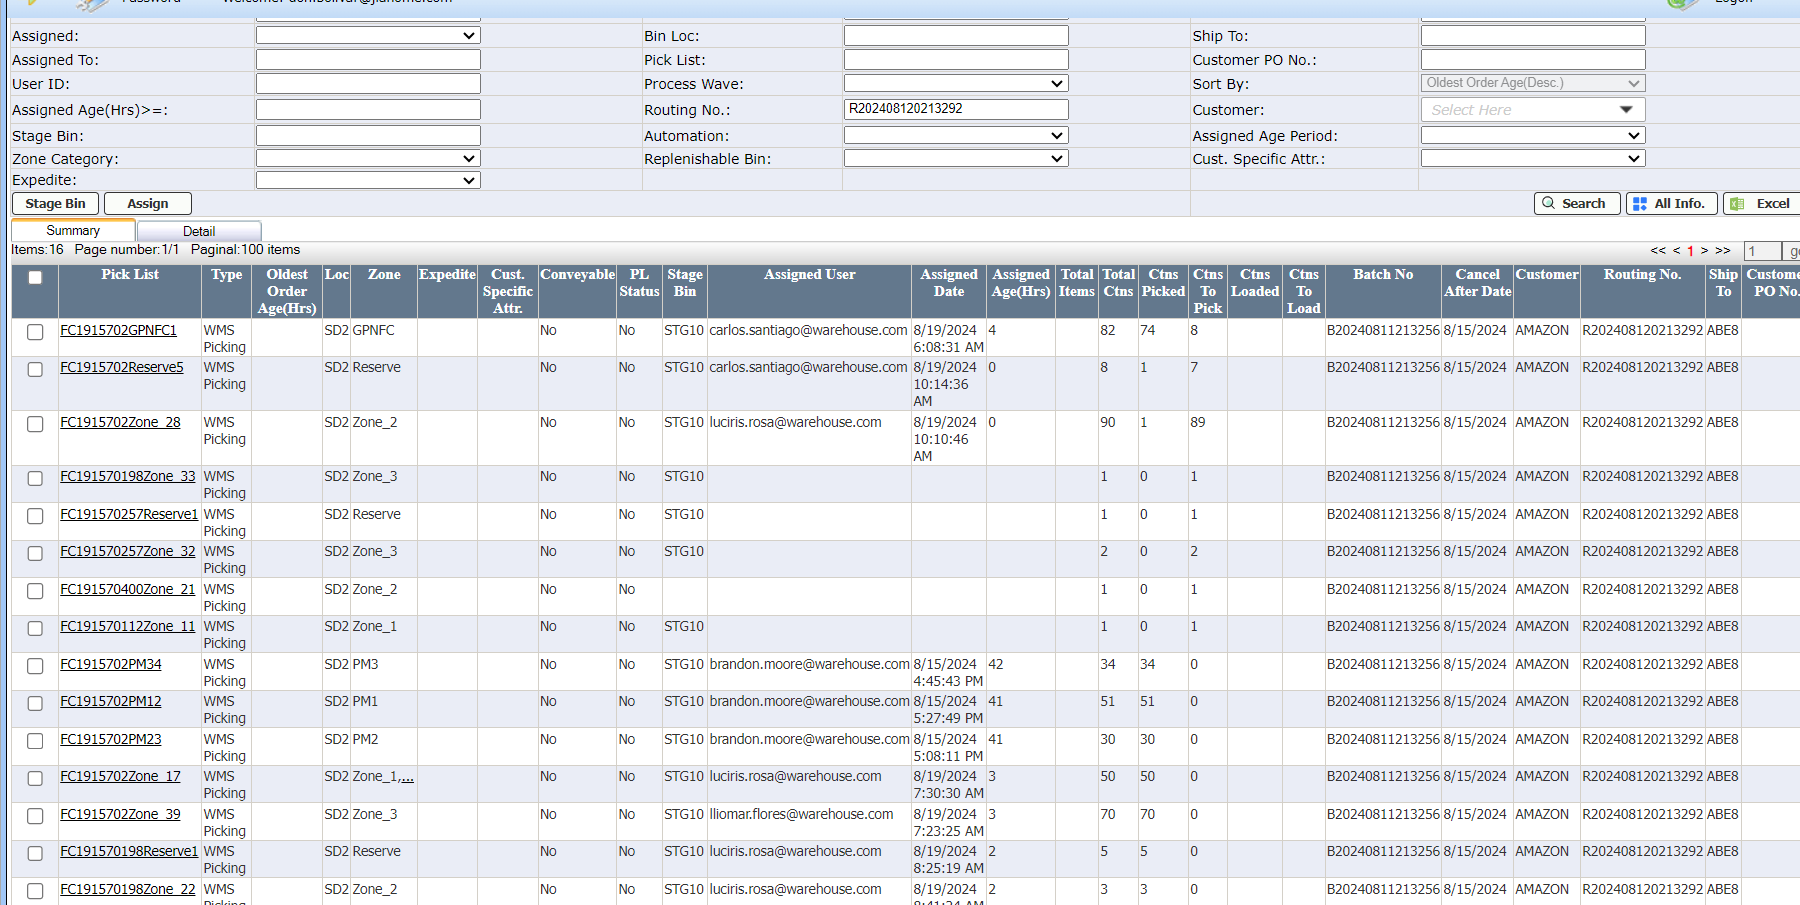 Assigned: Bin Loc: Ship To:
Assigned To: Pick List: Customer PO No.:
User ID: Process Wave: Sort By: Oldest Order Age(Desc.)
Assigned Age(Hrs)>=: Routing No.: R202408120213292 Customer: Select Here
Stage Bin: Automation: Assigned Age Period:
Zone Category: Replenishable Bin: Cust. Specific Attr.:
Expedite:
Stage Bin Assign Search All Info. Excel
Summary Detail
Items:16 Page number:1/1 Paginal:100 items << < 1 > >> 1
Pick List Type Oldest Order Age(Hrs) Loc Zone Expedite Cust. Specific Attr. Conveyable PL Status Stage Bin Assigned User Assigned Date Assigned Age(Hrs) Total Items Total Ctns Ctns Picked Ctns To Pick Ctns Loaded Ctns To Load Batch No Cancel After Date Customer Routing No. Ship To PO No.
FC1915702GPNFC1 WMS Picking SD2 GPNFC No No STG10 carlos.santiago@warehouse.com 8/19/2024 6:08:31 AM 4 82 74 8 B20240811213256 8/15/2024 AMAZON R202408120213292 ABE8
FC1915702Reserve5 WMS Picking SD2 Reserve No No STG10 carlos.santiago@warehouse.com 8/19/2024 10:14:36 AM 0 8 1 7 B20240811213256 8/15/2024 AMAZON R202408120213292 ABE8
FC1915702Zone_28 WMS Picking SD2 Zone_2 No No STG10 luciris.rosa@warehouse.com 8/19/2024 10:10:46 AM 0 90 1 89 B20240811213256 8/15/2024 AMAZON R202408120213292 ABE8
FC191570198Zone_33 WMS Picking SD2 Zone_3 No No STG10 1 0 1 B20240811213256 8/15/2024 AMAZON R202408120213292 ABE8
FC191570257Reserve1 WMS Picking SD2 Reserve No No STG10 1 0 1 B20240811213256 8/15/2024 AMAZON R202408120213292 ABE8
FC191570257Zone_32 WMS Picking SD2 Zone_3 No No STG10 2 0 2 B20240811213256 8/15/2024 AMAZON R202408120213292 ABE8
FC191570400Zone_21 WMS Picking SD2 Zone_2 No No 1 0 1 B20240811213256 8/15/2024 AMAZON R202408120213292 ABE8
FC191570112Zone_11 WMS Picking SD2 Zone_1 No No STG10 1 0 1 B20240811213256 8/15/2024 AMAZON R202408120213292 ABE8
FC1915702PM34 WMS Picking SD2 PM3 No No STG10 brandon.moore@warehouse.com 8/15/2024 4:45:43 PM 42 34 34 0 B20240811213256 8/15/2024 AMAZON R202408120213292 ABE8
FC1915702PM12 WMS Picking SD2 PM1 No No STG10 brandon.moore@warehouse.com 8/15/2024 5:27:49 PM 41 51 51 0 B20240811213256 8/15/2024 AMAZON R202408120213292 ABE8
FC1915702PM23 WMS Picking SD2 PM2 No No STG10 brandon.moore@warehouse.com 8/15/2024 5:08:11 PM 41 30 30 0 B20240811213256 8/15/2024 AMAZON R202408120213292 ABE8
FC1915702Zone_17 WMS Picking SD2 Zone_1,... No No STG10 luciris.rosa@warehouse.com 8/19/2024 7:30:30 AM 3 50 50 0 B20240811213256 8/15/2024 AMAZON R202408120213292 ABE8
FC1915702Zone_39 WMS Picking SD2 Zone_3 No No STG10 lliomar.flores@warehouse.com 8/19/2024 7:23:25 AM 3 70 70 0 B20240811213256 8/15/2024 AMAZON R202408120213292 ABE8
FC191570198Reserve1 WMS Picking SD2 Reserve No No STG10 luciris.rosa@warehouse.com 8/19/2024 8:25:19 AM 2 5 5 0 B20240811213256 8/15/2024 AMAZON R202408120213292 ABE8
FC191570198Zone_22 WMS SD2 Zone_2 No No STG10 luciris.rosa@warehouse.com 8/19/2024 2 3 3 0 B20240811213256 8/15/2024 AMAZON R202408120213292 ABE8